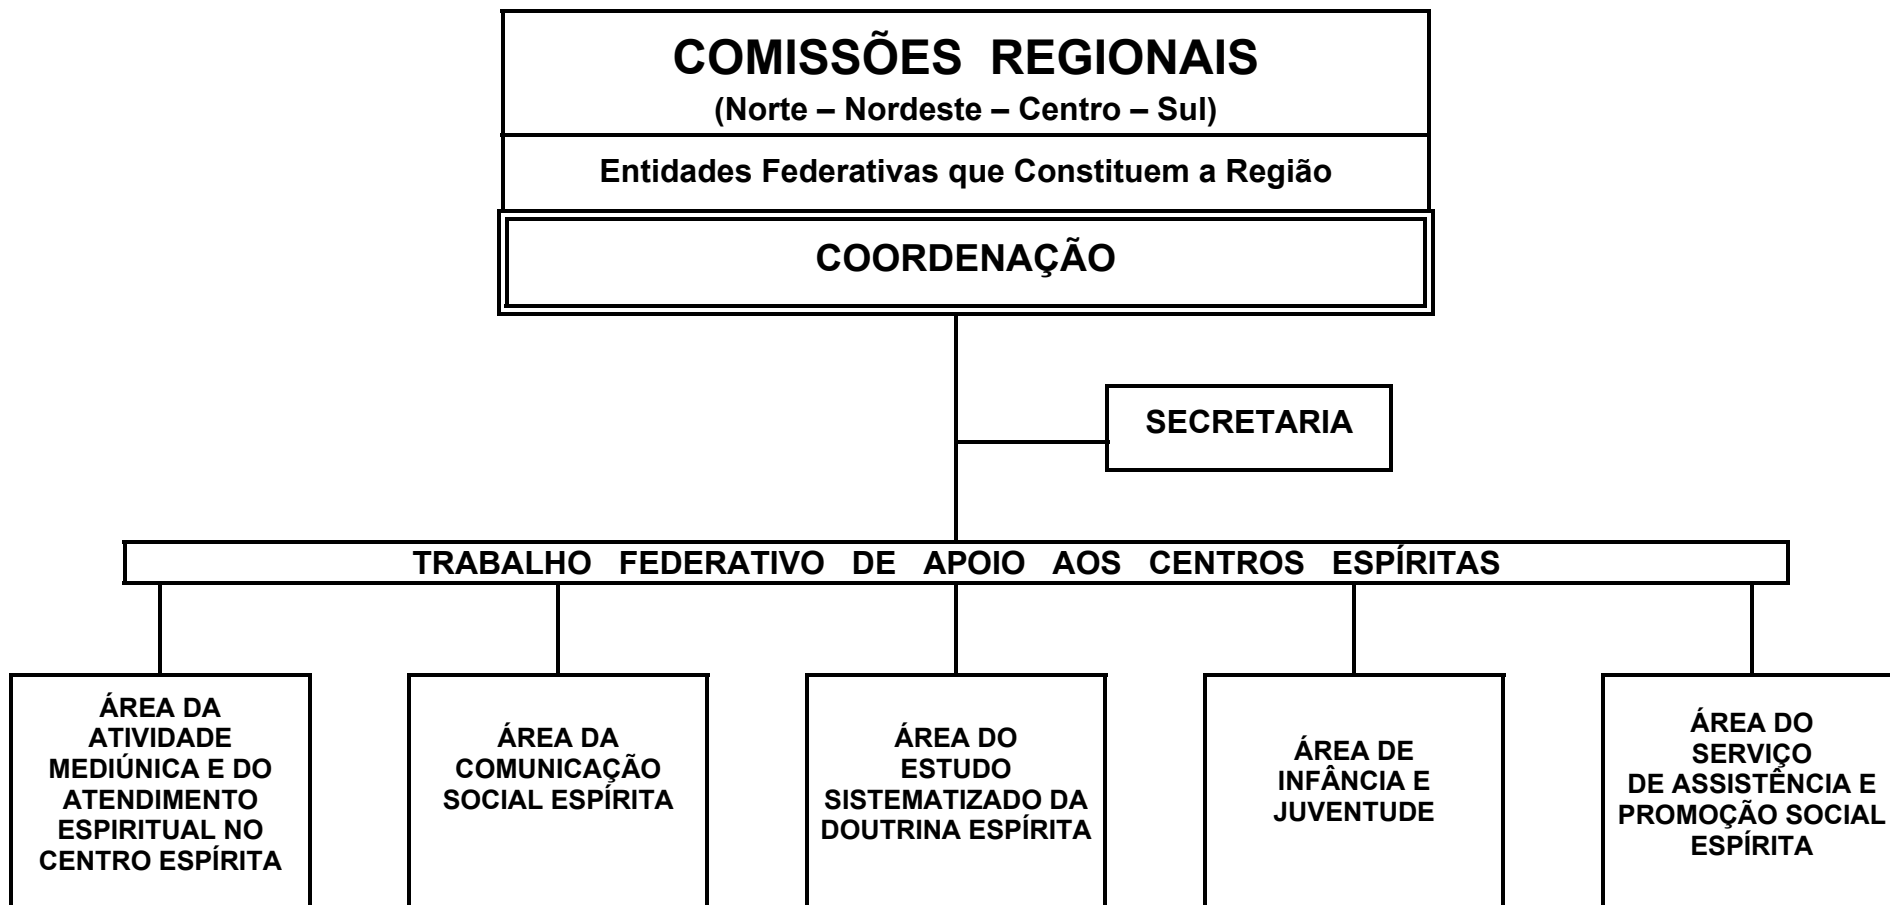 COMISSÕES REGIONAIS
(Norte – Nordeste – Centro – Sul)
Entidades Federativas que Constituem a Região
COORDENAÇÃO
SECRETARIA
TRABALHO FEDERATIVO DE APOIO AOS CENTROS ESPÍRITAS
ÁREA DA
ATIVIDADE
MEDIÚNICA E DO
ATENDIMENTO
ESPIRITUAL NO
CENTRO ESPÍRITA
ÁREA DA
COMUNICAÇÃO
SOCIAL ESPÍRITA
ÁREA DO
ESTUDO
SISTEMATIZADO DA
DOUTRINA ESPÍRITA
ÁREA DE
INFÂNCIA E
JUVENTUDE
ÁREA DO
SERVIÇO
DE ASSISTÊNCIA E
PROMOÇÃO SOCIAL
ESPÍRITA